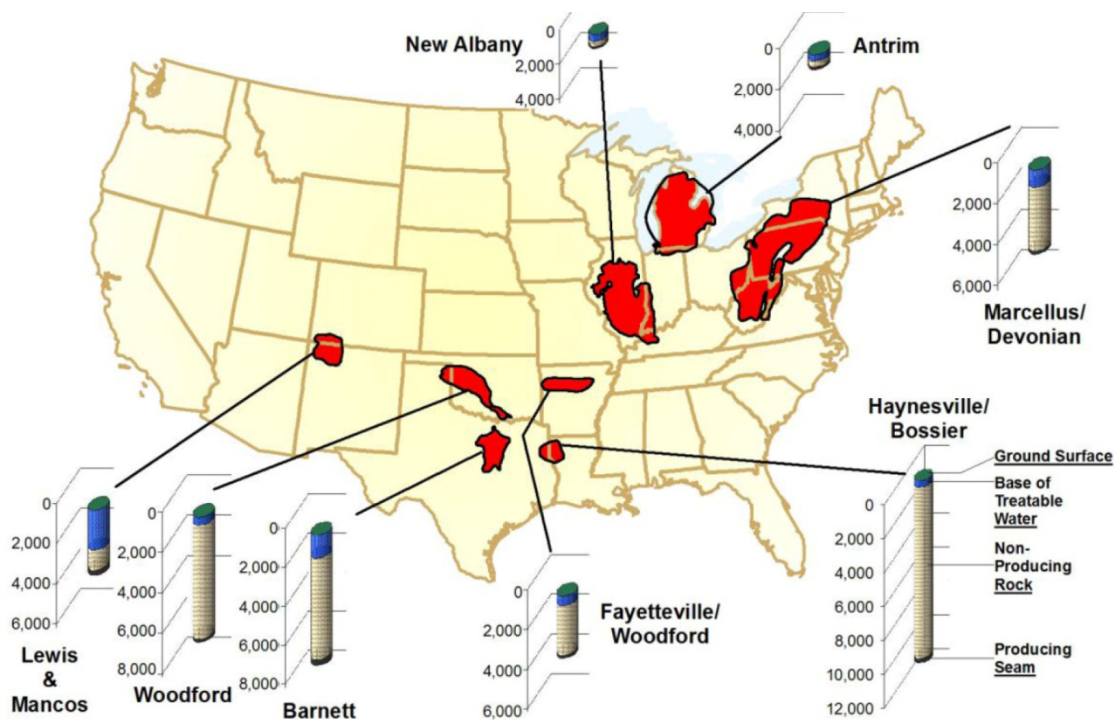 New Albany
0
2,000
4,000
Antrim
0
2,000
4,000
0
2,000
4,000
6,000
Marcellus/
Devonian
Haynesville/
Bossier
Ground Surface
Base of
Treatable
Water
Non-
Producing
Rock
Producing
Seam
0
2,000
4,000
6,000
8,000
10,000
12,000
0
2,000
4,000
6,000
Lewis
&
Mancos
0
2,000
4,000
6,000
8,000
Woodford
0
2,000
4,000
6,000
8,000
Barnett
0
2,000
4,000
6,000
Fayetteville/
Woodford